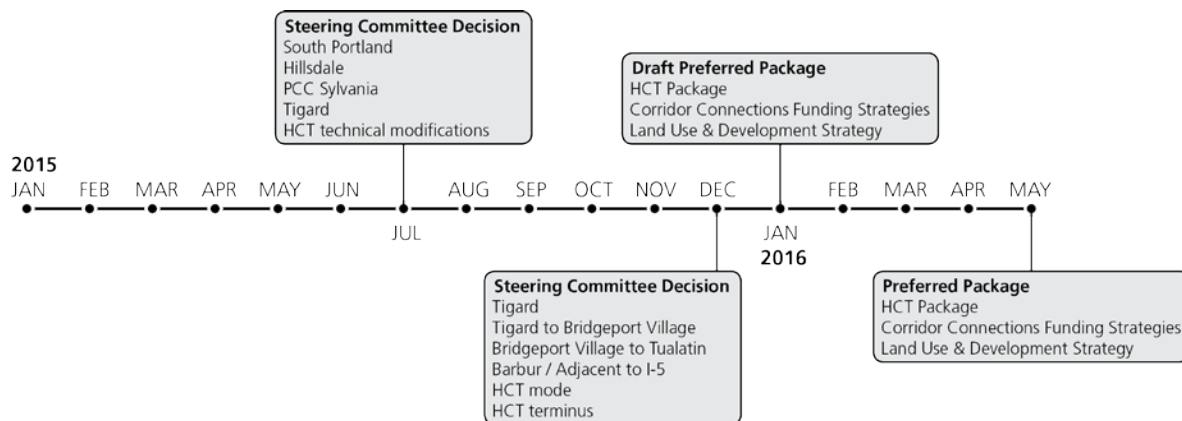 Steering Committee Decision
South Portland
Hillsdale
PCC Sylvania
Tigard
HCT technical modifications
Draft Preferred Package
HCT Package
Corridor Connections Funding Strategies
Land Use & Development Strategy
2015
JAN FEB MAR APR MAY JUN AUG SEP OCT NOV DEC FEB MAR APR MAY
JUL JAN
2016
Steering Committee Decision
Tigard
Tigard to Bridgeport Village
Bridgeport Village to Tualatin
Barbur / Adjacent to I-5
HCT mode
HCT terminus
Preferred Package
HCT Package
Corridor Connections Funding Strategies
Land Use & Development Strategy